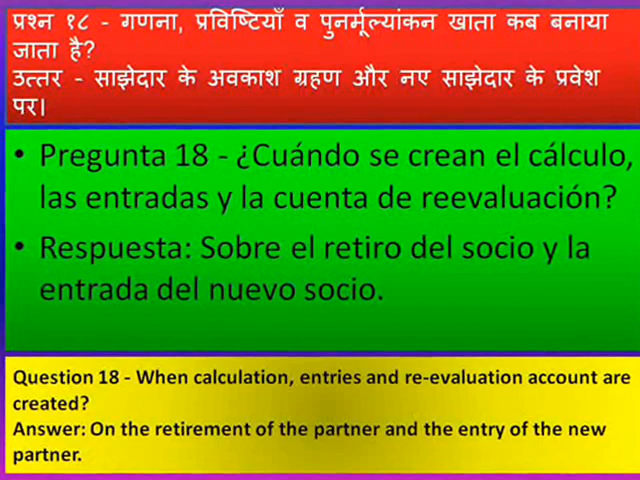 प्रश्न १८ - गणना, प्रविष्टियाँ व पुनर्मूल्यांकन खाता कब बनाया
जाता है?
उत्तर - साझेदार के अवकाश ग्रहण और नए साझेदार के प्रवेश
पर।
• Pregunta 18 - ¿Cuándo se crean el cálculo,
las entradas y la cuenta de reevaluación?
• Respuesta: Sobre el retiro del socio y la
entrada del nuevo socio.
Question 18 - When calculation, entries and re-evaluation account are
created?
Answer: On the retirement of the partner and the entry of the new
partner.